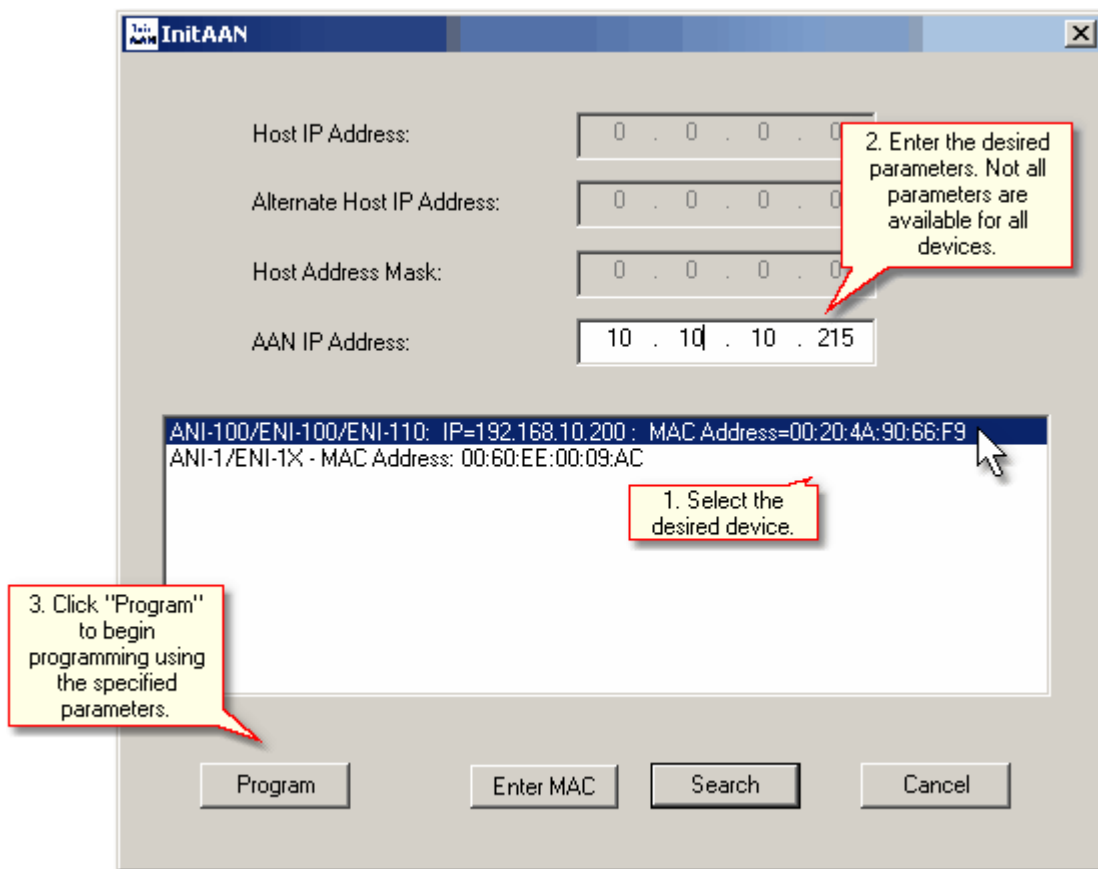 Init AAN InitAAN
Host IP Address: 0 . 0 . 0 . 0
Alternate Host IP Address: 0 . 0 . 0 . 0
Host Address Mask: 0 . 0 . 0 . 0
AAN IP Address: 10 . 10 . 10 . 215
2. Enter the desired
parameters. Not all
parameters are
available for all
devices.
ANI-100/ENI-100/ENI-110: IP=192.168.10.200 : MAC Address=00:20:4A:90:66:F9
ANI-1/ENI-1X - MAC Address: 00:60:EE:00:09:AC
1. Select the
desired device.
3. Click "Program"
to begin
programming using
the specified
parameters.
Program Enter MAC Search Cancel